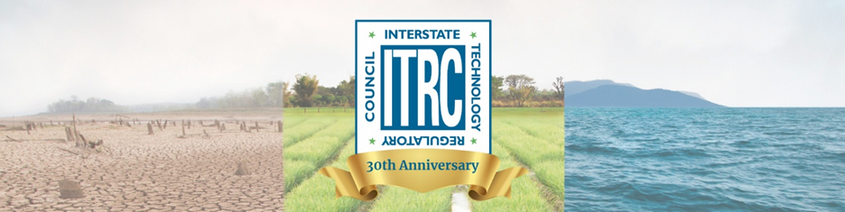 INTERSTATE
TECHNOLOGY
REGULATORY
COUNCIL
ITRC
30th Anniversary